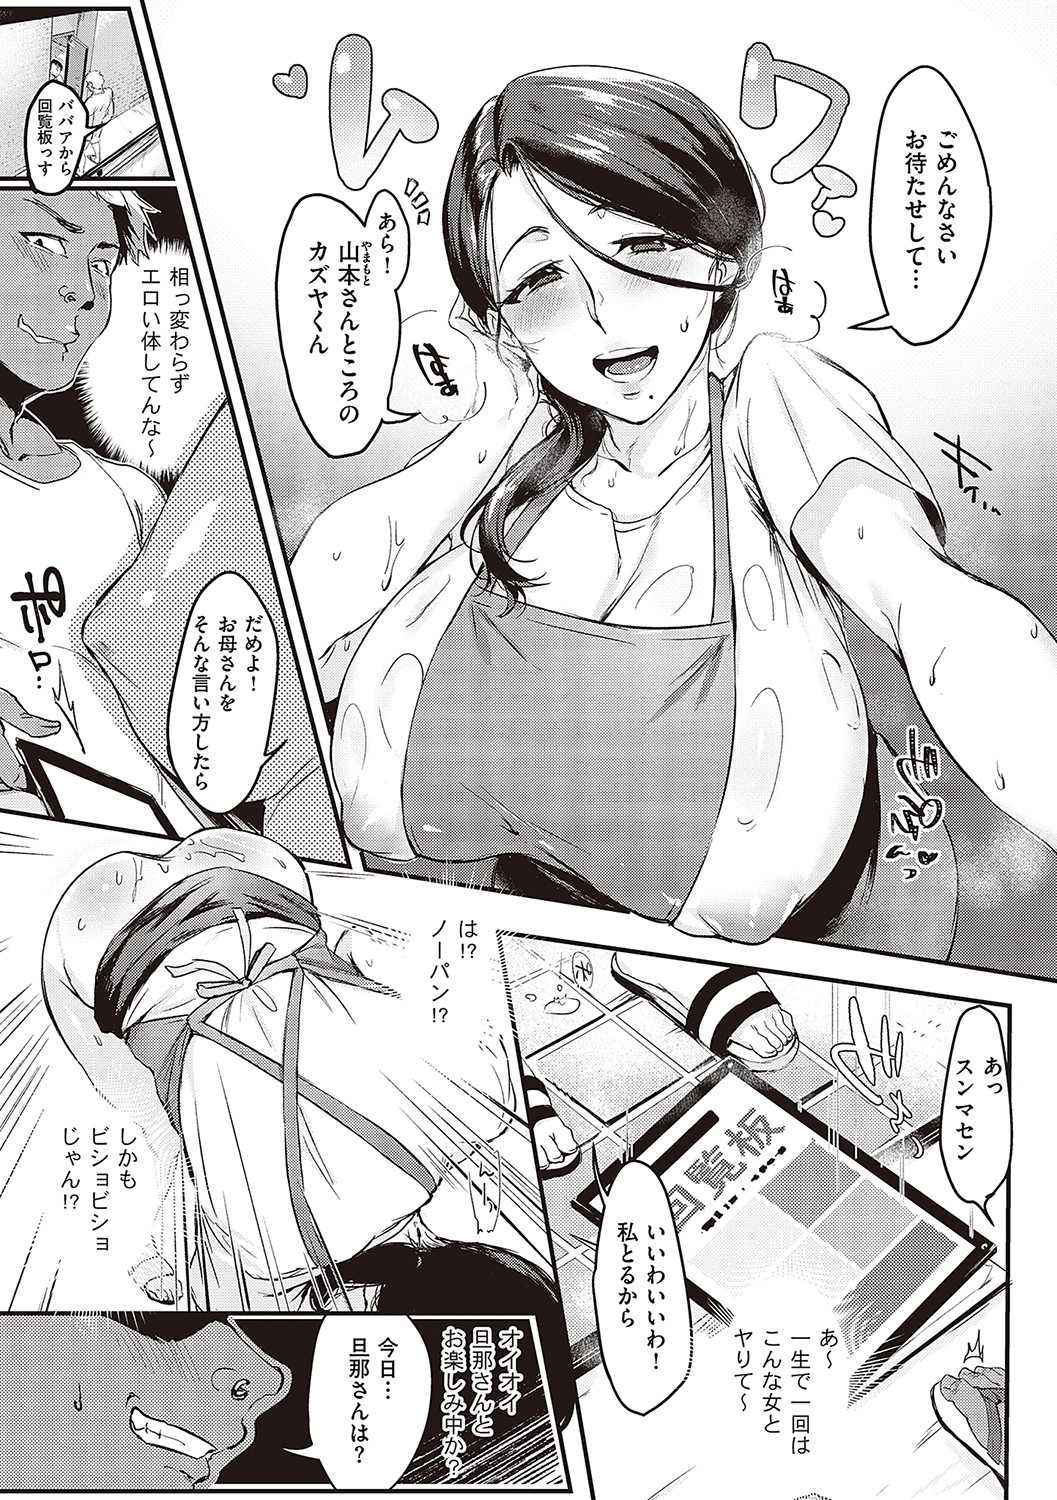 ごめんなさい
お待たせして…
クァ
レ
あら！
山本さんところの
やまもと
カズヤくん
はぁ
ババアから
回覧板っす
相っ変わらず
エロい体してんな～
だめよ！
お母さんを
そんな言い方したら
あっ
スンマセン
回覧板
いいわいいわ！
私とるから
あ～
一生で一回は
こんな女と
ヤりて～
は!?
ノーパン!?
しかも
ビショビショ
じゃん!?
オイオイ
旦那さんと
お楽しみ中か？
今日…
旦那さんは？